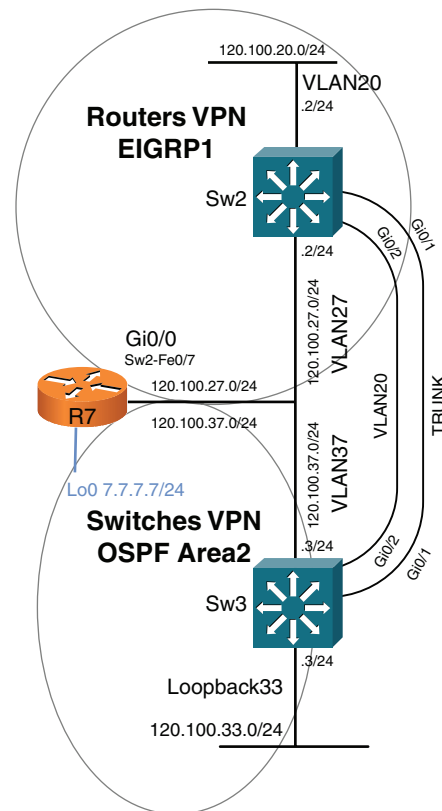 120.100.20.0/24
VLAN20
.2/24
Routers VPN
EIGRP1
Sw2
Gi0/1
Gi0/2
.2/24
120.100.27.0/24
VLAN27
Gi0/0
Sw2-Fe0/7
120.100.27.0/24
R7
120.100.37.0/24
Lo0 7.7.7.7/24
120.100.37.0/24
VLAN37
VLAN20
TRUNK
Switches VPN
OSPF Area2
.3/24
Gi0/2
Gi0/1
Sw3
.3/24
Loopback33
120.100.33.0/24